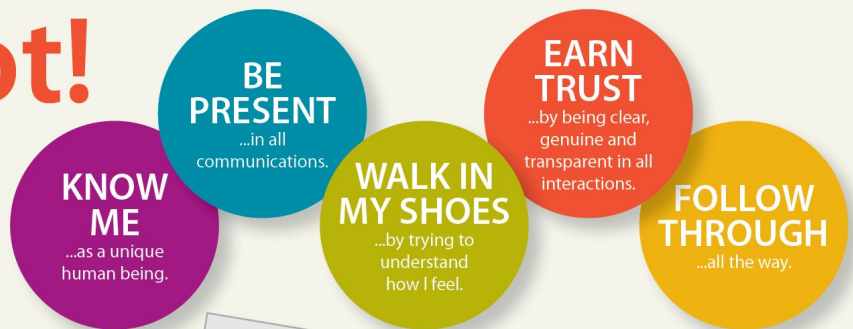 ot!
KNOW
ME
...as a unique
human being.
BE
PRESENT
...in all
communications.
WALK IN
MY SHOES
...by trying to
understand
how I feel.
EARN
TRUST
...by being clear,
genuine and
transparent in all
interactions.
FOLLOW
THROUGH
...all the way.